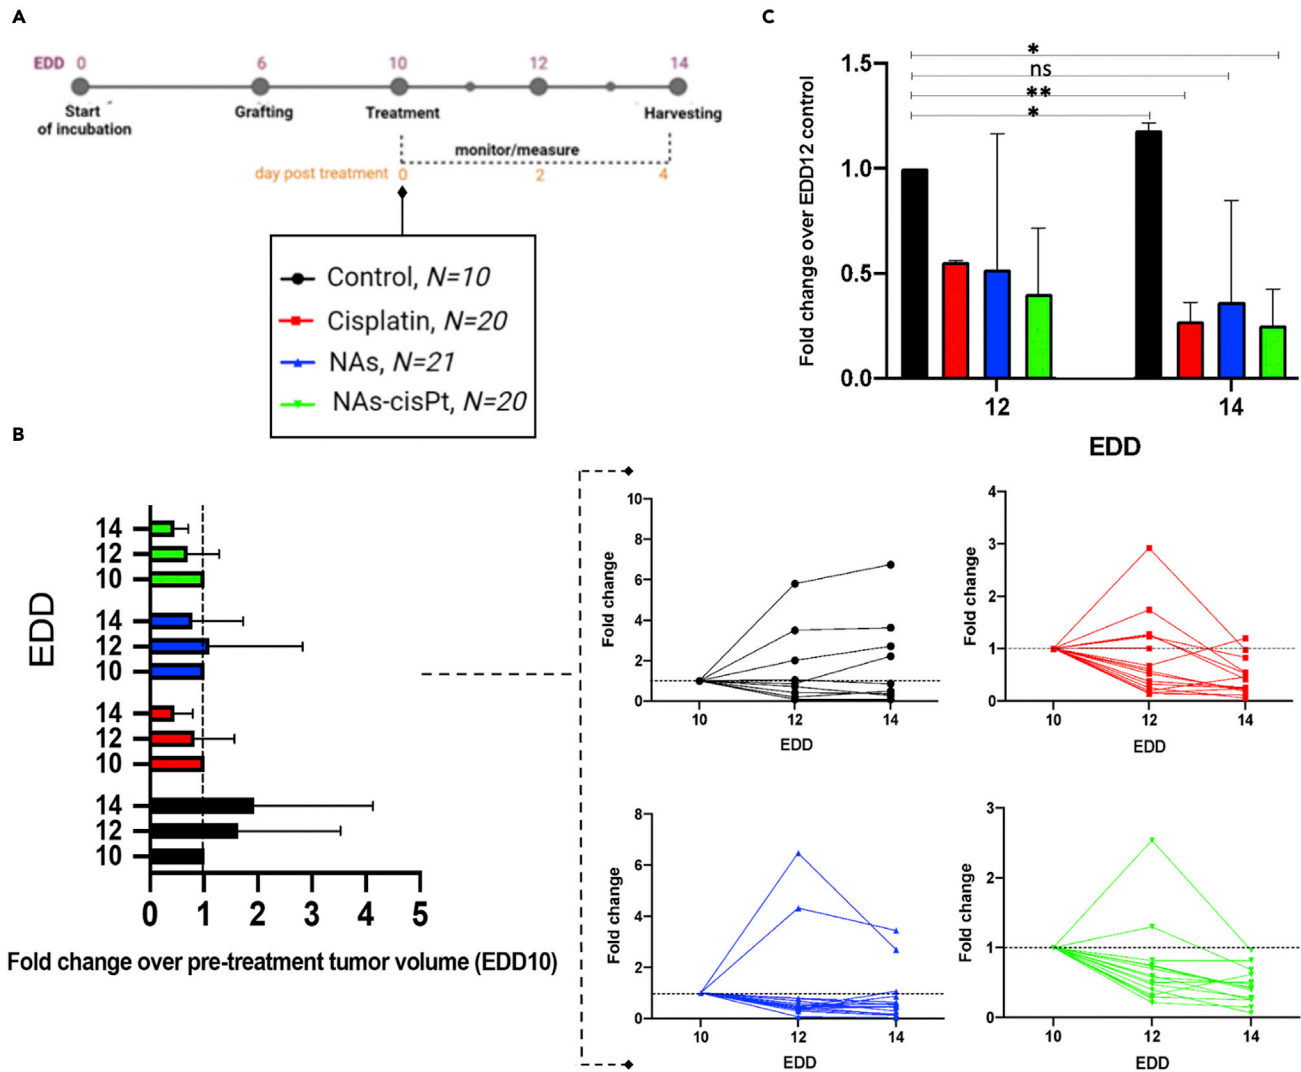 A
EDD 0 6 10 12 14
Start
of incubation
Grafting
Treatment
Harvesting
monitor/measure
day post treatment 0 2 4
Control, N=10
Cisplatin, N=20
NAs, N=21
NAs-cisPt, N=20
C
Fold change over EDD12 control
1.5
1.0
0.5
0.0
*
ns
**
*
12 14
EDD
B
EDD
14
12
10
14
12
10
14
12
10
14
12
10
0 1 2 3 4 5
Fold change over pre-treatment tumor volume (EDD10)
Fold change
10
8
6
4
2
0
10 12 14
EDD
Fold change
4
3
2
1
0
10 12 14
EDD
Fold change
8
6
4
2
0
10 12 14
EDD
Fold change
3
2
1
0
10 12 14
EDD